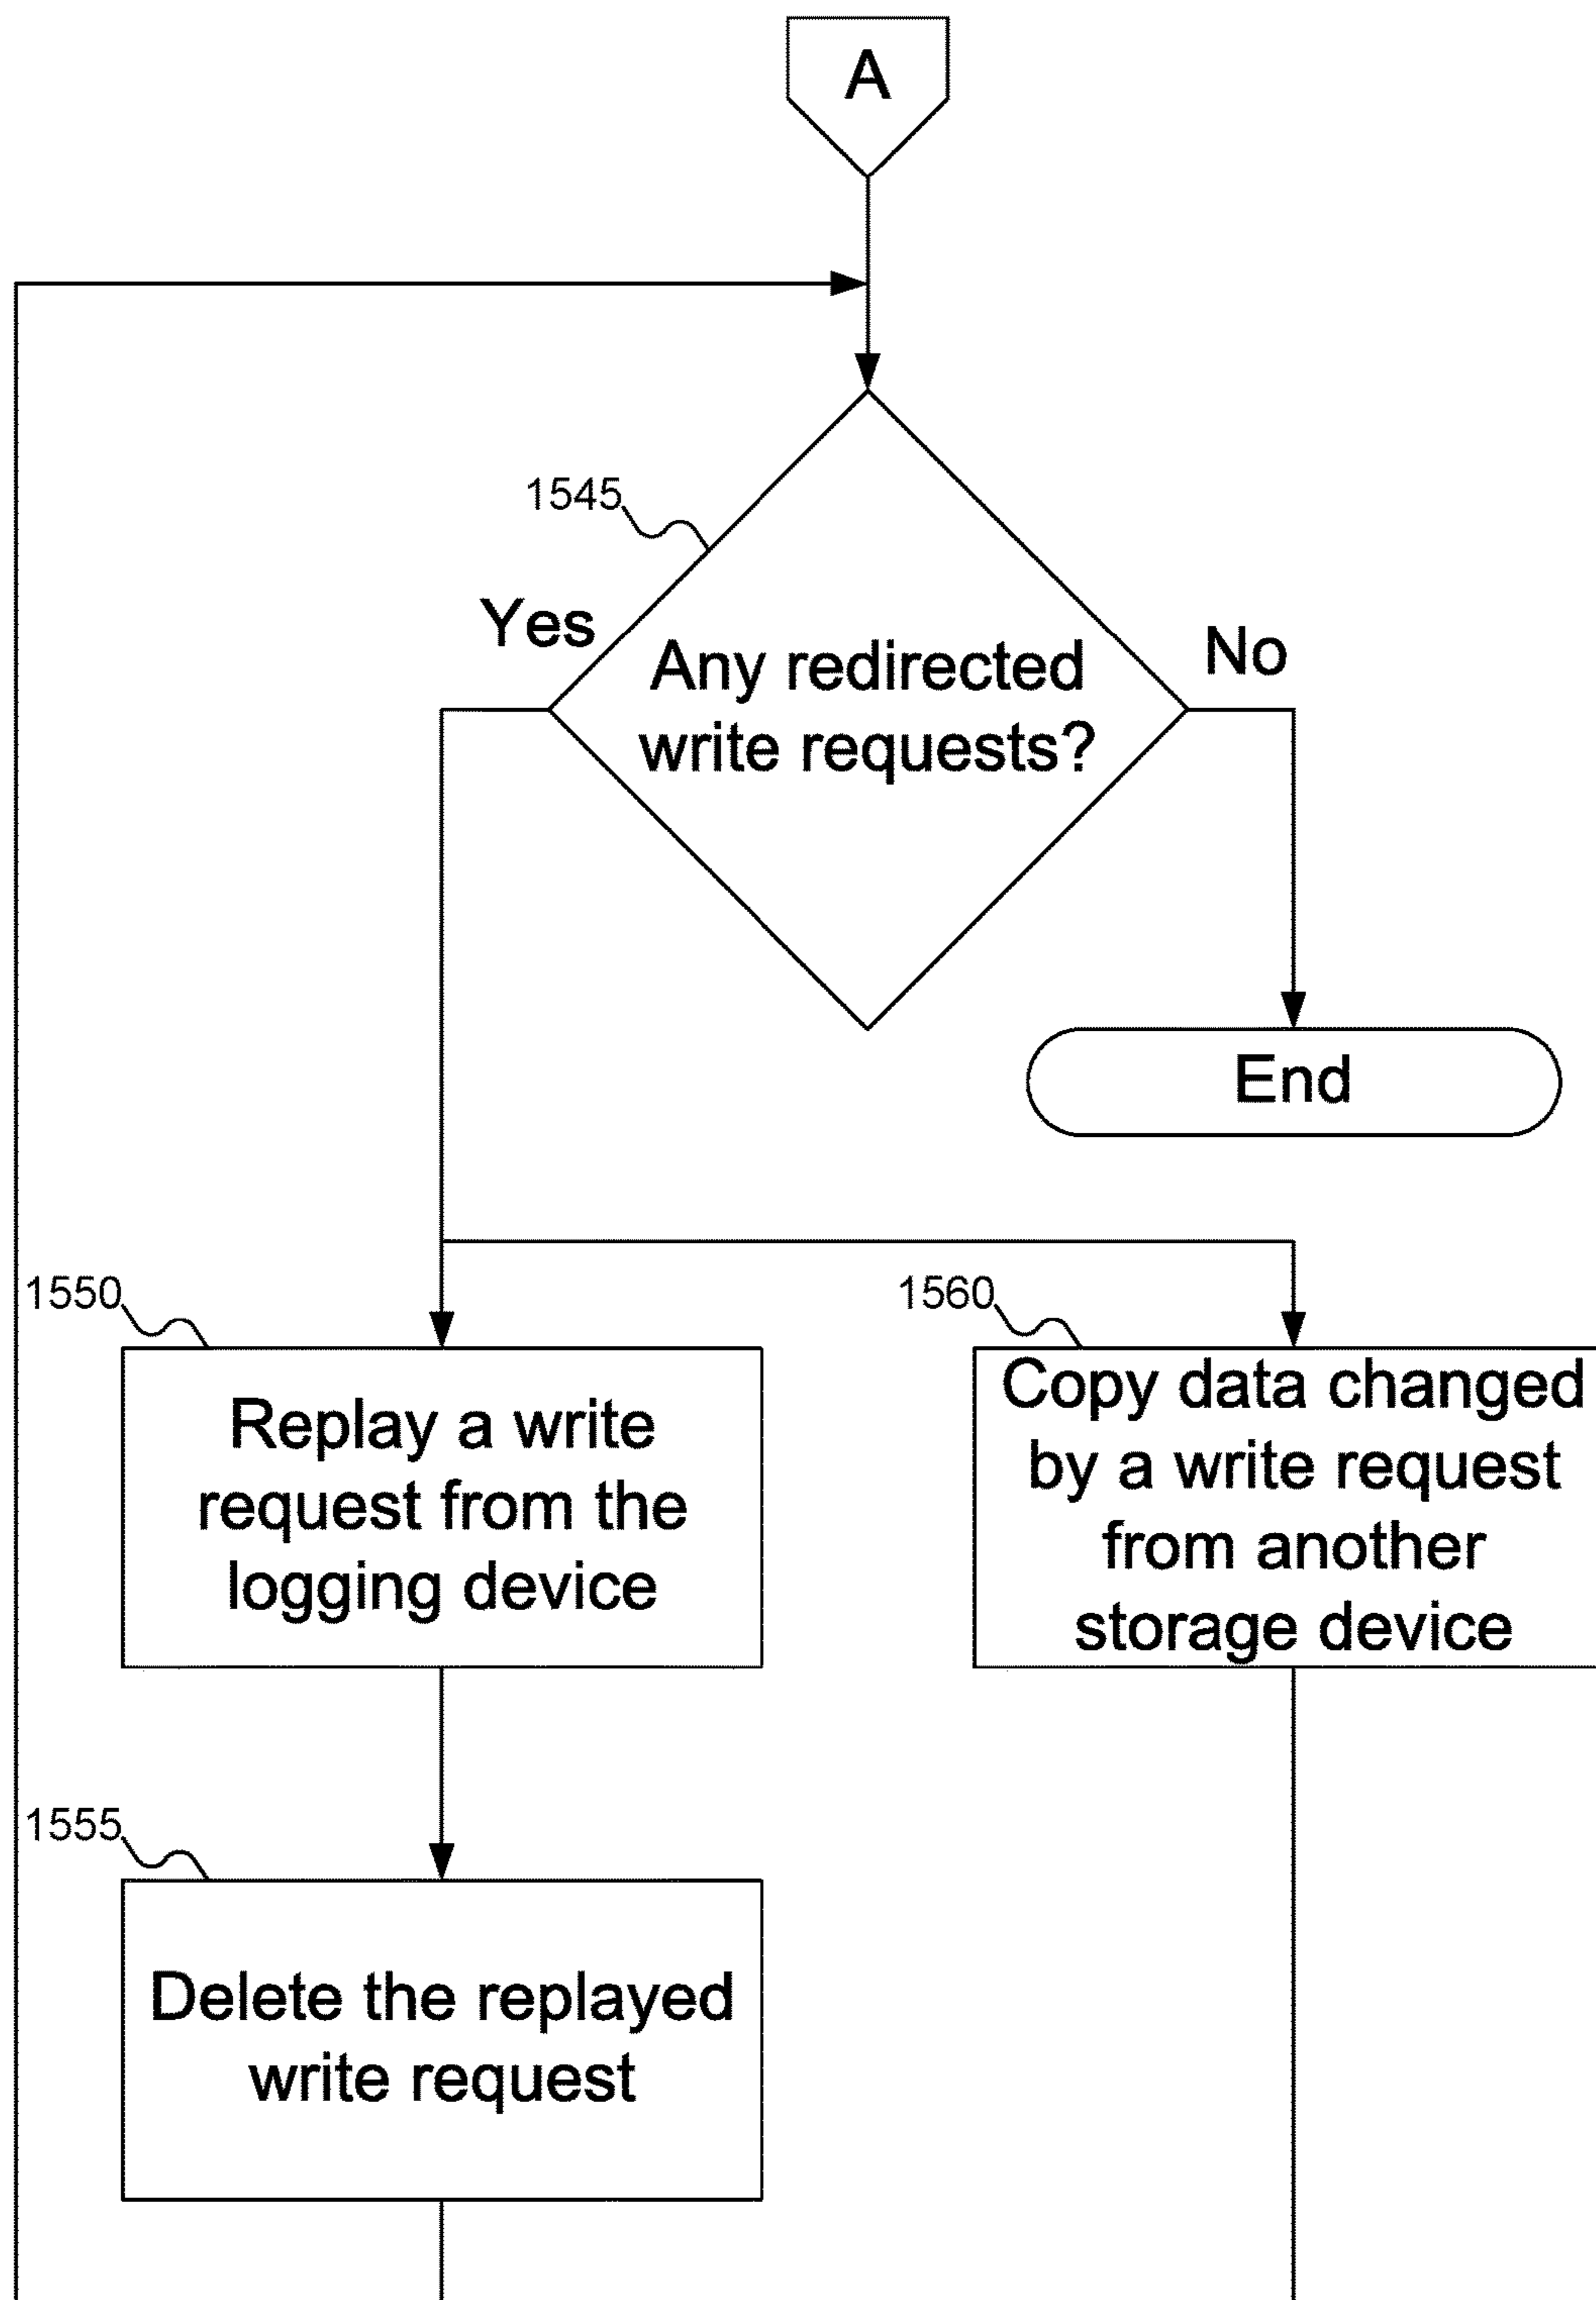 A
1545
Yes
No
Any redirected
write requests?
End
1550
1560
Replay a write
request from the
logging device
Copy data changed
by a write request
from another
storage device
1555
Delete the replayed
write request